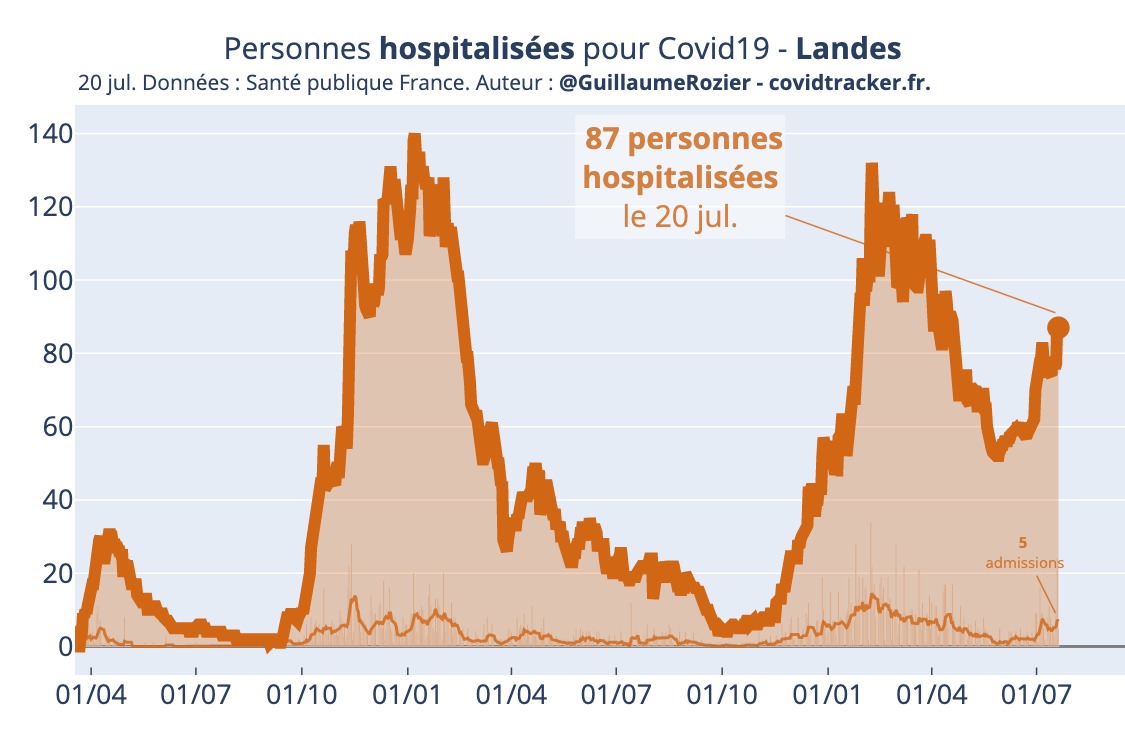 Personnes hospitalisées pour Covid19 - Landes
20 jul. Données : Santé publique France. Auteur : @GuillaumeRozier - covidtracker.fr.
87 personnes
hospitalisées
le 20 jul.
140
120
100
80
60
40
20
0
5
admissions
01/04 01/07 01/10 01/01 01/04 01/07 01/10 01/01 01/04 01/07